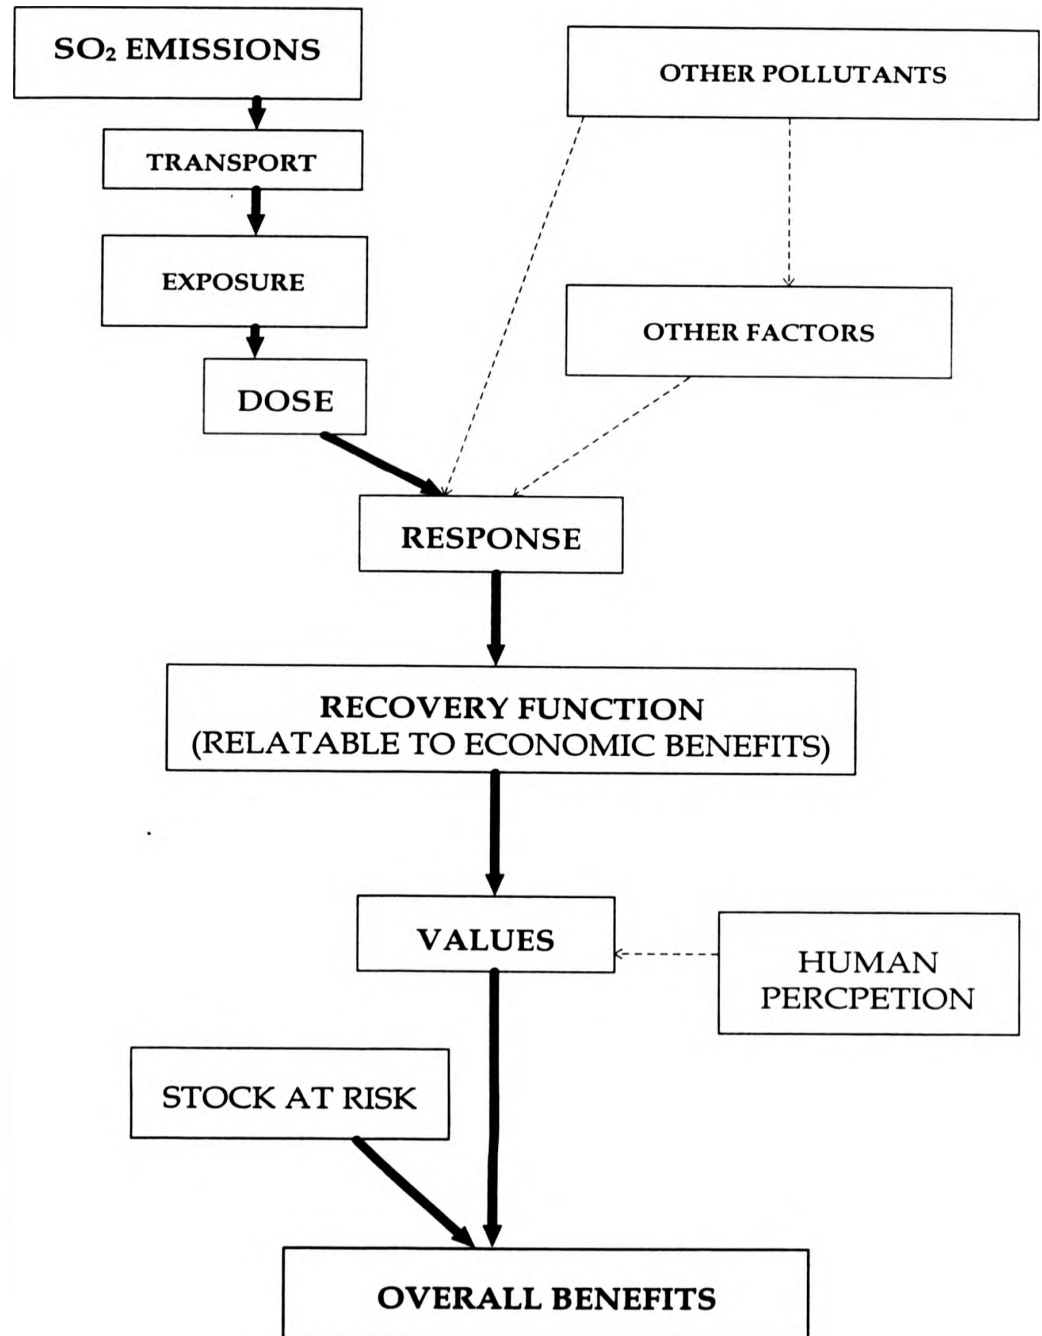 SO₂ EMISSIONS
OTHER POLLUTANTS
TRANSPORT
EXPOSURE
OTHER FACTORS
DOSE
RESPONSE
RECOVERY FUNCTION
(RELATABLE TO ECONOMIC BENEFITS)
VALUES
HUMAN
PERCPETION
STOCK AT RISK
OVERALL BENEFITS